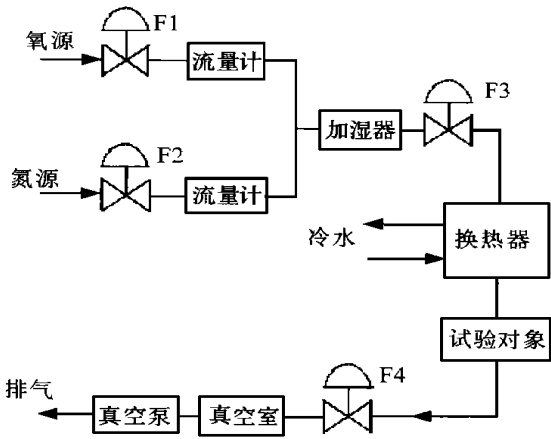 F1
氧源
流量计
F3
加湿器
F2
氮源
流量计
冷水
换热器
试验对象
F4
排气
真空泵
真空室